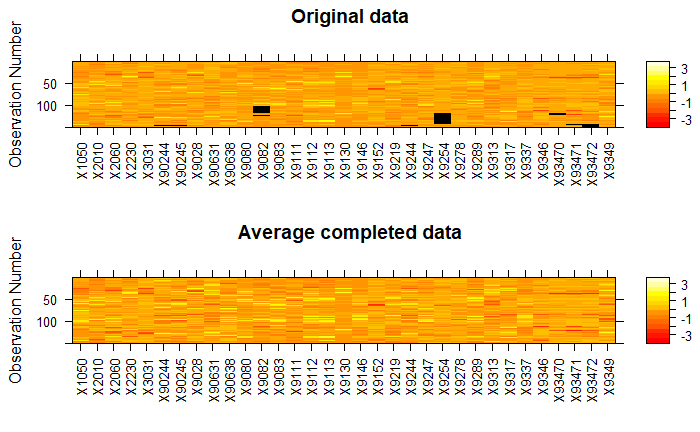 Original data
Observation Number
50
100
3
1
-1
-3
X1050 X2010 X2060 X2230 X3031 X90244 X90245 X9028 X90631 X90638 X9080 X9082 X9083 X9111 X9112 X9113 X9130 X9146 X9152 X9219 X9244 X9247 X9254 X9278 X9289 X9313 X9317 X9337 X9346 X93470 X93471 X93472 X9349
Average completed data
Observation Number
50
100
3
1
-1
-3
X1050 X2010 X2060 X2230 X3031 X90244 X90245 X9028 X90631 X90638 X9080 X9082 X9083 X9111 X9112 X9113 X9130 X9146 X9152 X9219 X9244 X9247 X9254 X9278 X9289 X9313 X9317 X9337 X9346 X93470 X93471 X93472 X9349